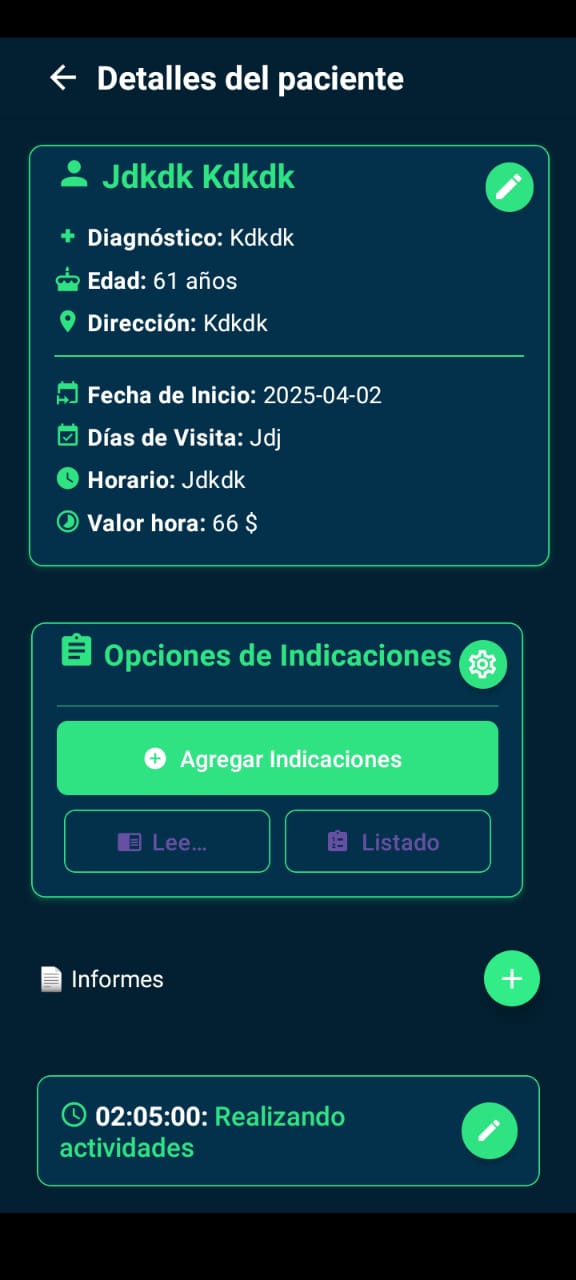 Detalles del paciente
Jdkdk Kdkdk
Diagnóstico: Kdkdk
Edad: 61 años
Dirección: Kdkdk
Fecha de Inicio: 2025-04-02
Días de Visita: Jdj
Horario: Jdkdk
Valor hora: 66 $
Opciones de Indicaciones
Agregar Indicaciones
Lee... Listado
Informes
02:05:00: Realizando
actividades